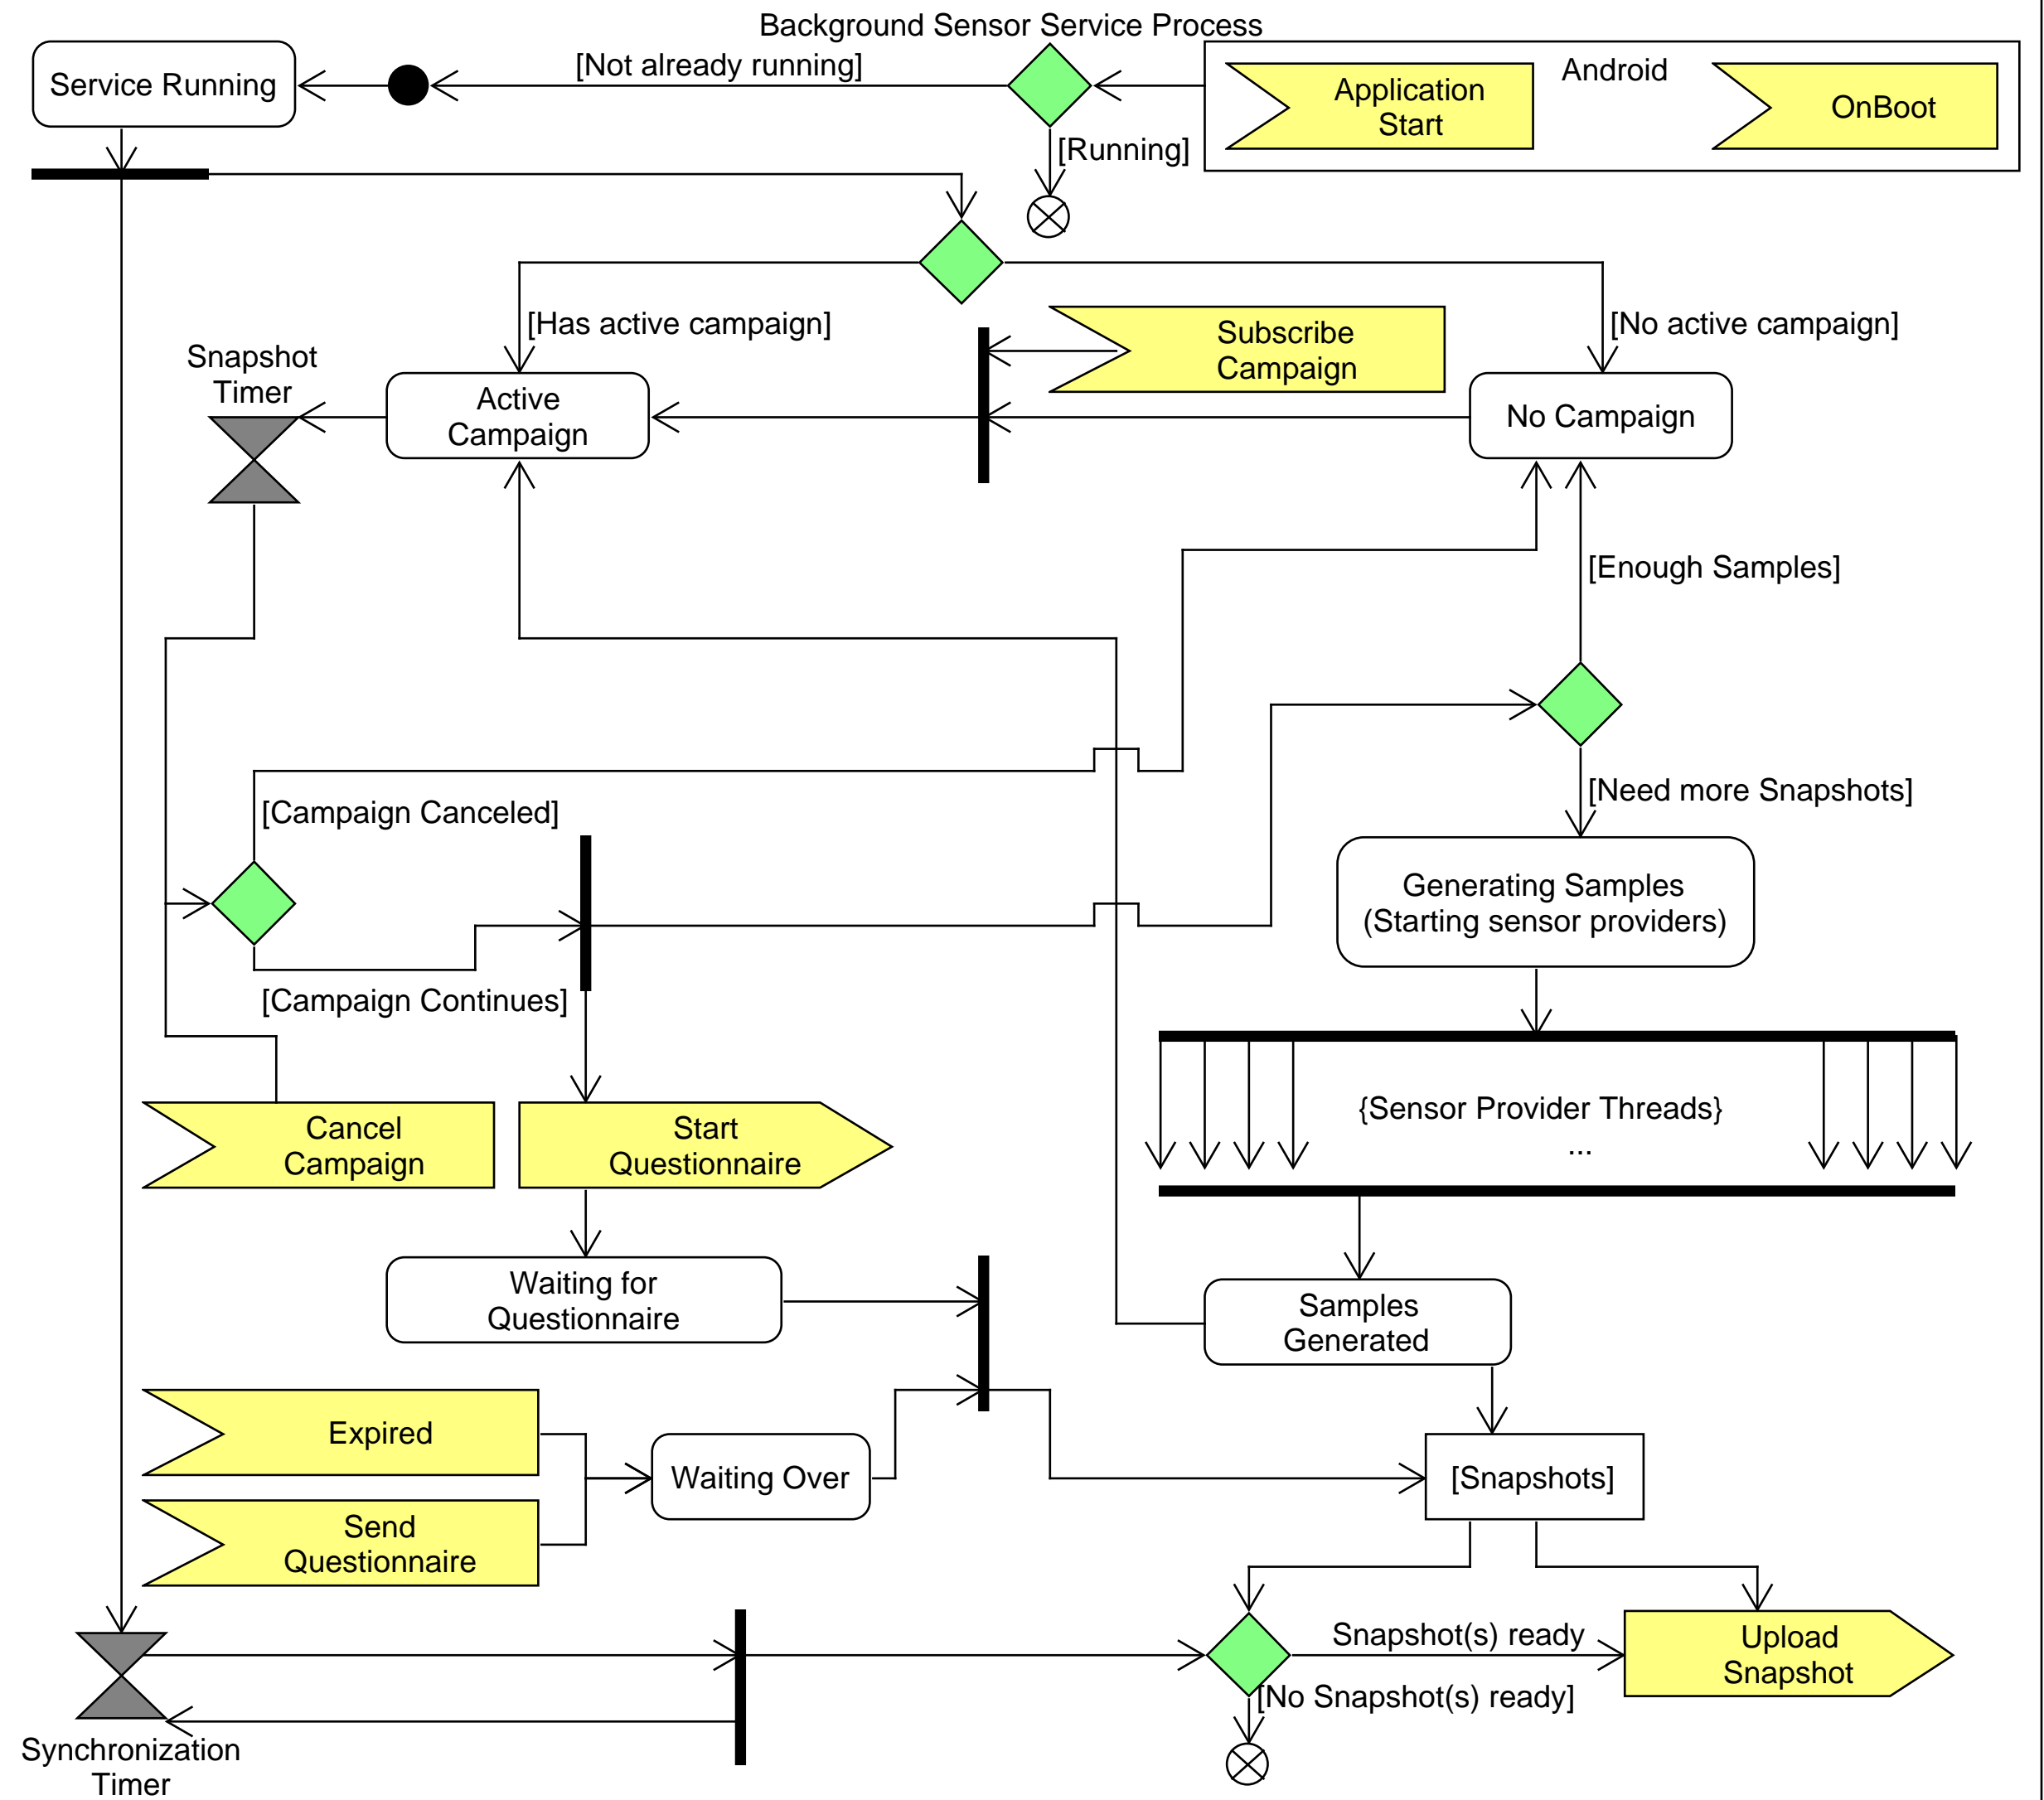 Background Sensor Service Process
Service Running
[Not already running]
Application
Start
Android
OnBoot
[Running]
[Has active campaign]
Subscribe
Campaign
[No active campaign]
Snapshot
Timer
Active
Campaign
No Campaign
[Enough Samples]
[Need more Snapshots]
[Campaign Canceled]
Generating Samples
(Starting sensor providers)
[Campaign Continues]
{Sensor Provider Threads}
...
Cancel
Campaign
Start
Questionnaire
Waiting for
Questionnaire
Samples
Generated
Expired
Waiting Over
[Snapshots]
Send
Questionnaire
Snapshot(s) ready
Upload
Snapshot
[No Snapshot(s) ready]
Synchronization
Timer